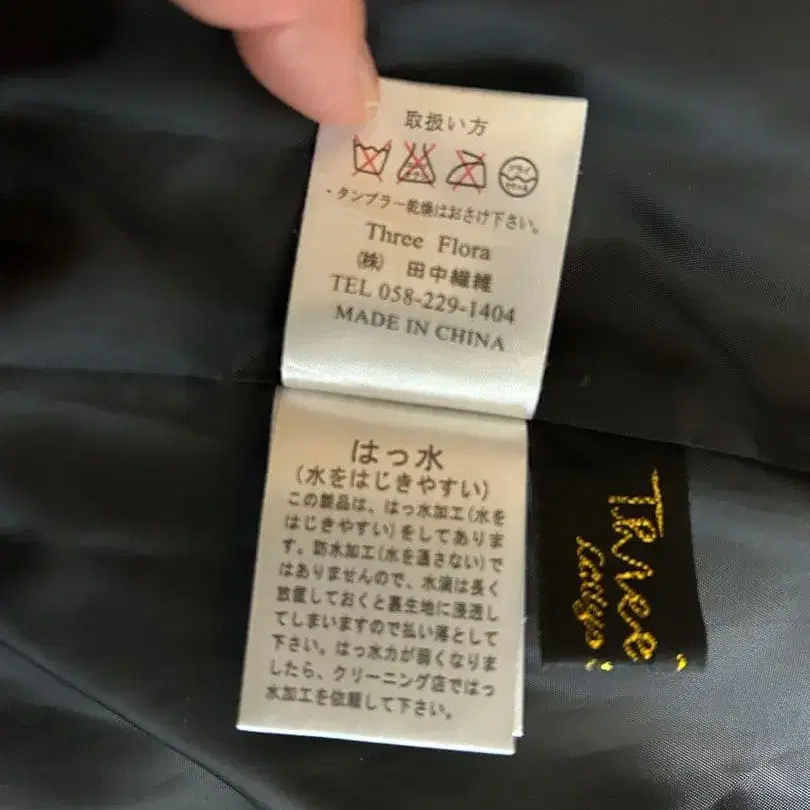 取扱い方
・タンブラー乾燥はおさけ下さい。
Three Flora
㈱ 田中繊維
TEL 058-229-1404
MADE IN CHINA
はっ水
(水をはじきやすい)
この製品は、はっ水加工(水を
はじきやすい)をしてありま
す。防水加工(水を通さない)で
はありませんので、水滴は長く
放置しておくと裏生地に浸透し
てしまいますので払い落として
下さい。はっ水力が弱くなりま
したら、クリーニング店ではっ
水加工を依頼して下さい。
Three